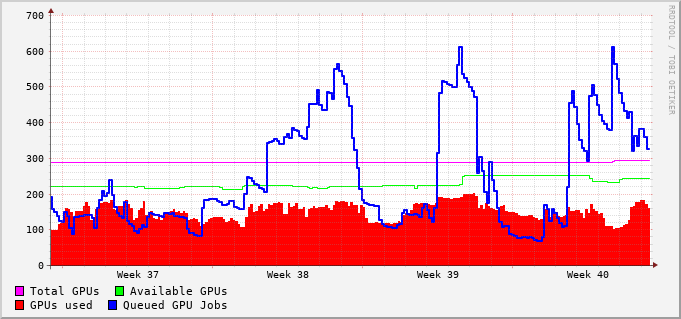 700
600
500
400
300
200
100
0
Week 37 Week 38 Week 39 Week 40
Total GPUs Available GPUs
GPUs used Queued GPU Jobs
RRDTOOL / TOBI OETIKER